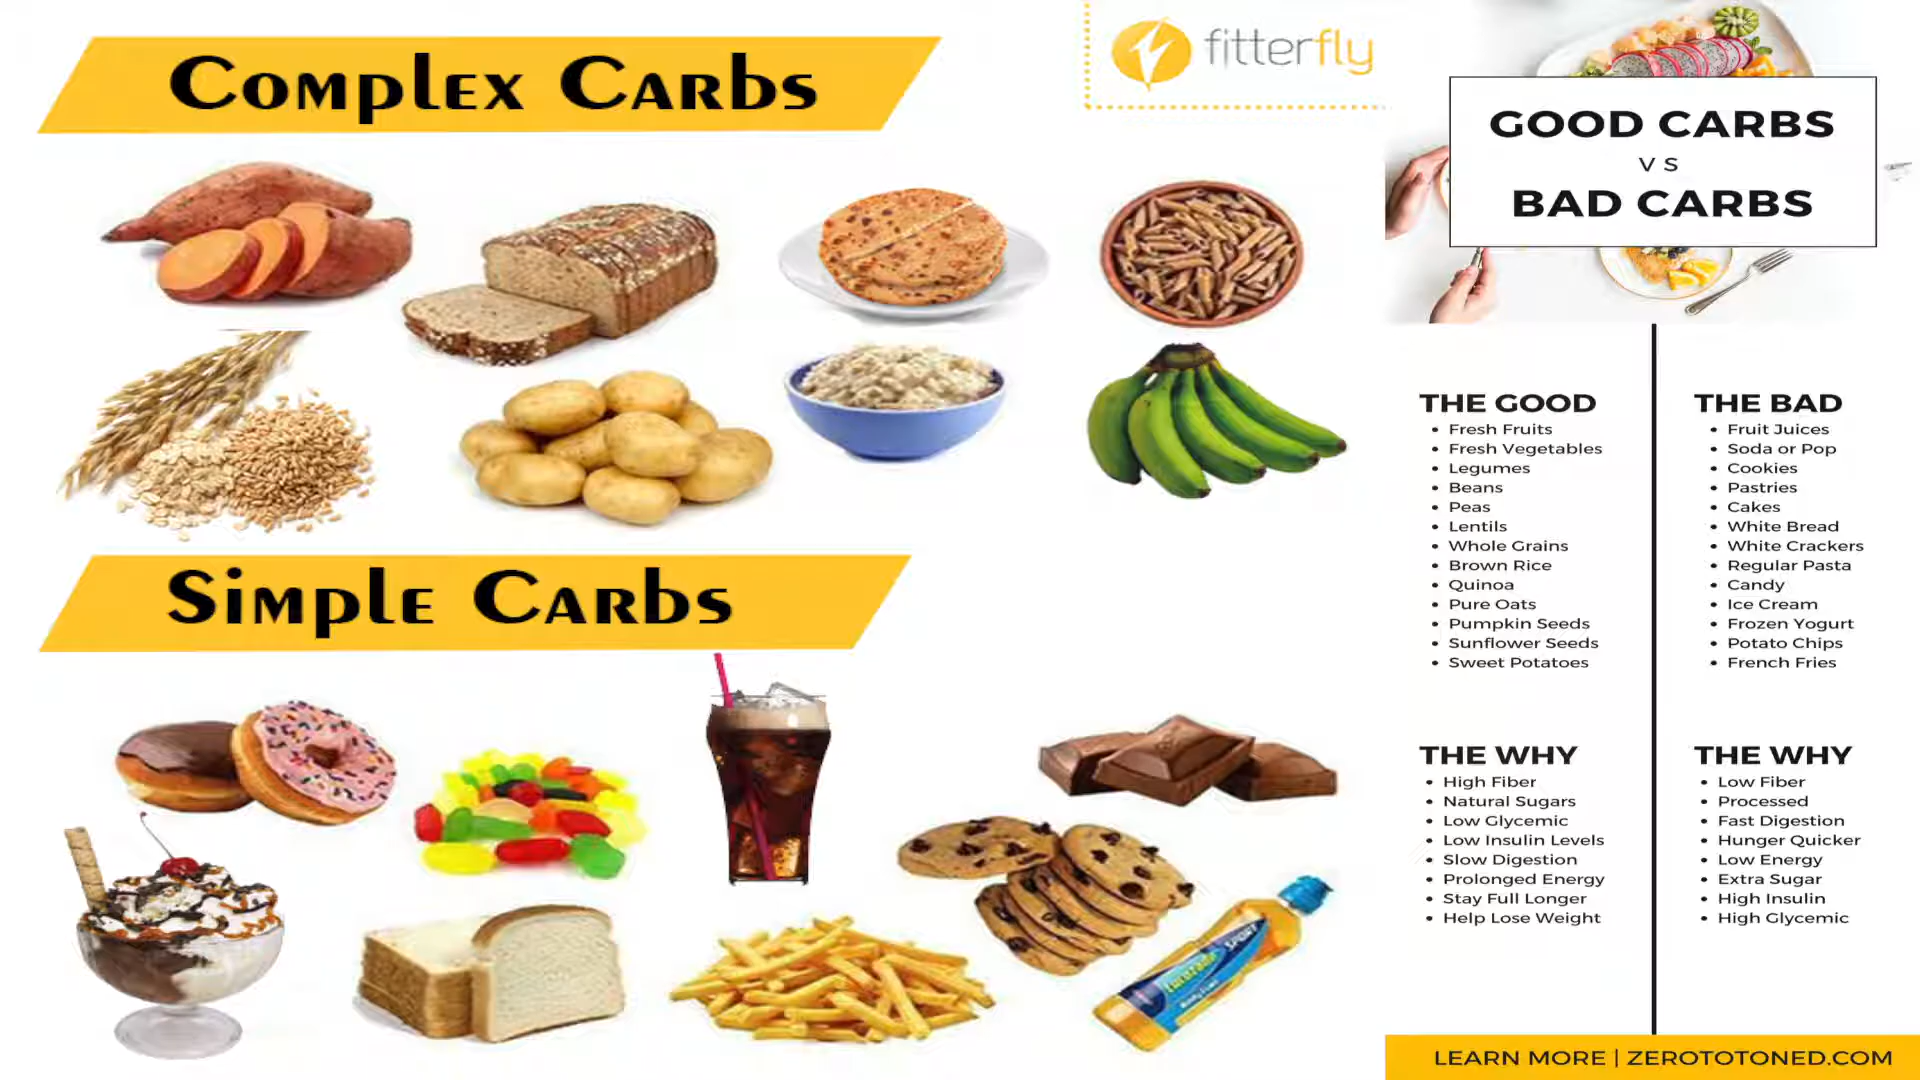 Complex Carbs
fitterfly
GOOD CARBS
VS
BAD CARBS
Simple Carbs
SPORT
THE GOOD
• Fresh Fruits
• Fresh Vegetables
• Legumes
• Beans
• Peas
• Lentils
• Whole Grains
• Brown Rice
• Quinoa
• Pure Oats
• Pumpkin Seeds
• Sunflower Seeds
• Sweet Potatoes
THE BAD
• Fruit Juices
• Soda or Pop
• Cookies
• Pastries
• Cakes
• White Bread
• White Crackers
• Regular Pasta
• Candy
• Ice Cream
• Frozen Yogurt
• Potato Chips
• French Fries
THE WHY
• High Fiber
• Natural Sugars
• Low Glycemic
• Low Insulin Levels
• Slow Digestion
• Prolonged Energy
• Stay Full Longer
• Help Lose Weight
THE WHY
• Low Fiber
• Processed
• Fast Digestion
• Hunger Quicker
• Low Energy
• Extra Sugar
• High Insulin
• High Glycemic
LEARN MORE | ZEROTOTONED.COM